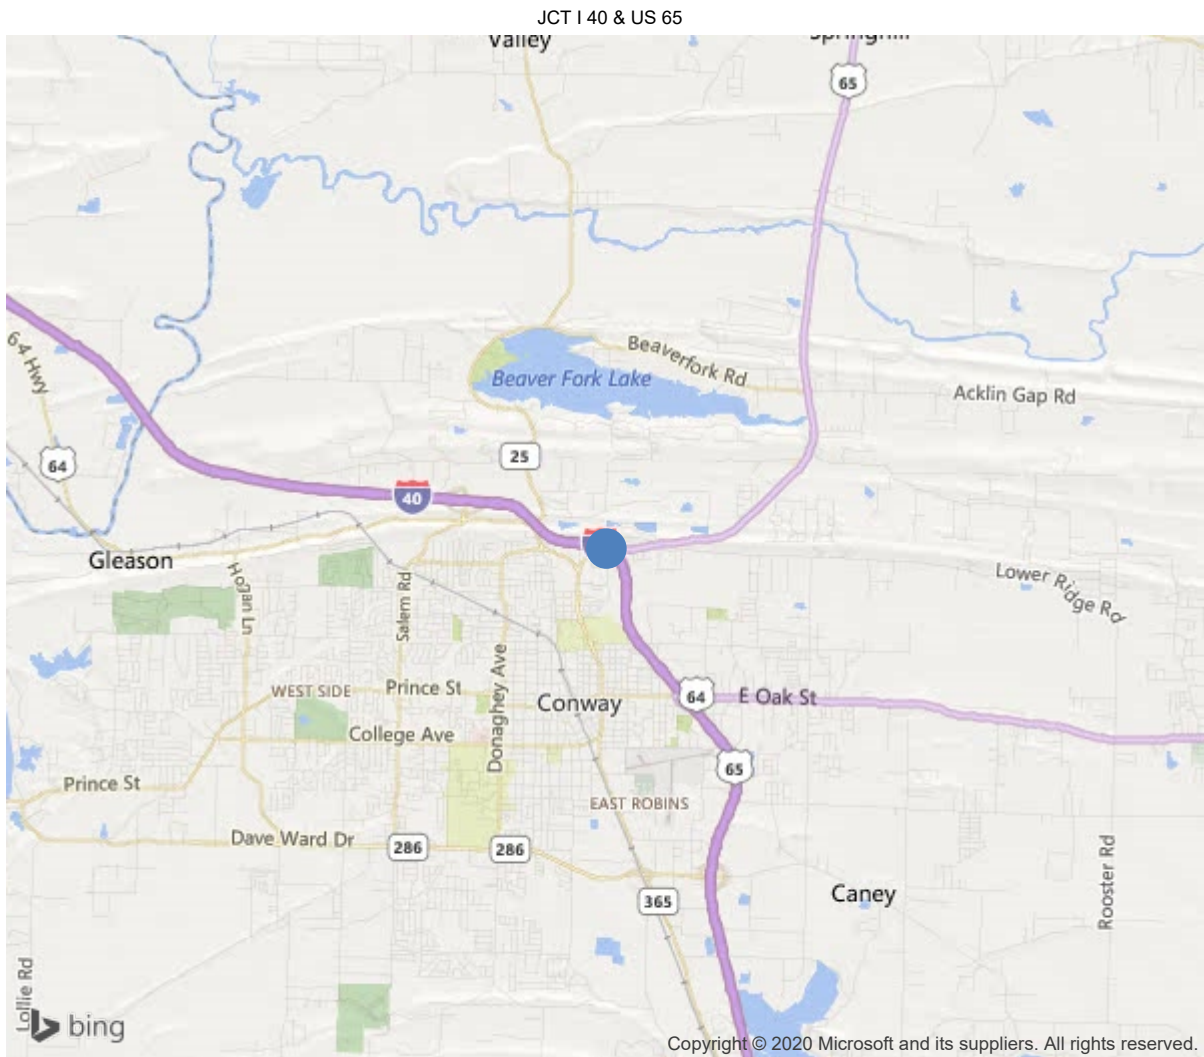 JCT I 40 & US 65
Valley
Springhill
65
64 Hwy
Beaverfork Rd
Beaver Fork Lake
Acklin Gap Rd
25
64
40
Gleason
Hogan Ln
Salem Rd
Lower Ridge Rd
Donaghey Ave
WEST SIDE
Prince St
Conway
64
E Oak St
College Ave
65
Prince St
EAST ROBINS
Dave Ward Dr
286
286
365
Caney
Rooster Rd
Lollie Rd
bing
Copyright © 2020 Microsoft and its suppliers. All rights reserved.